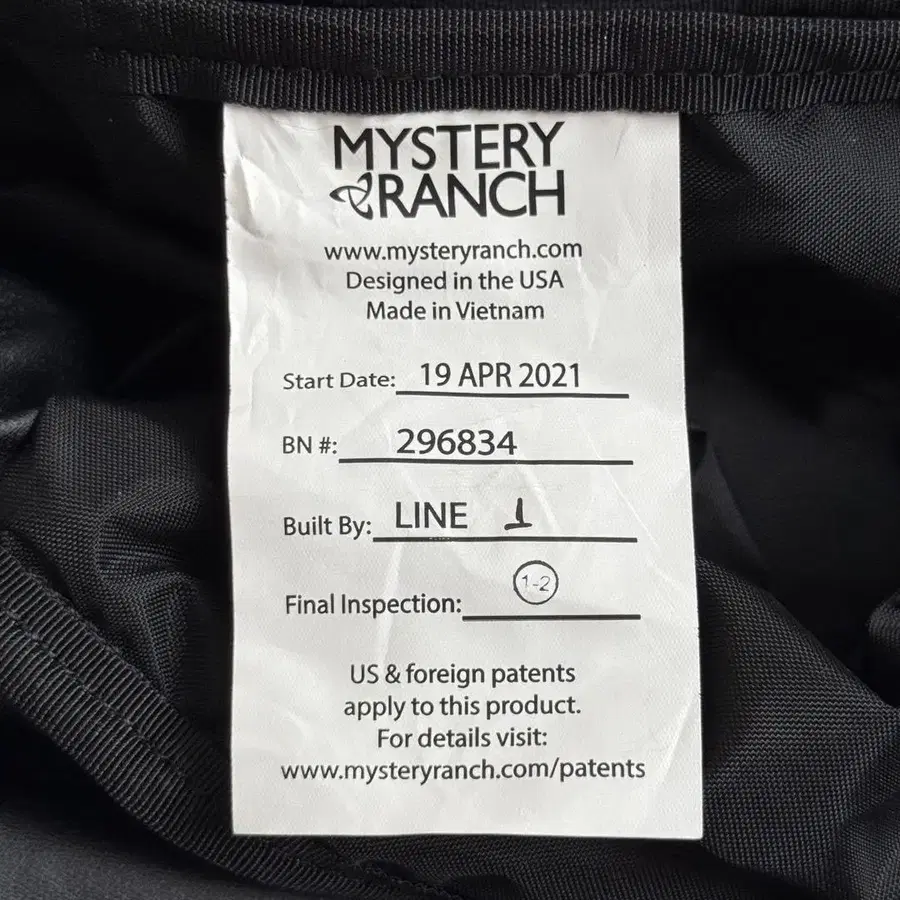 MYSTERY
RANCH
www.mysteryranch.com
Designed in the USA
Made in Vietnam
Start Date: 19 APR 2021
BN #: 296834
Built By: LINE 1
Final Inspection: 1-2
US & foreign patents
apply to this product.
For details visit:
www.mysteryranch.com/patents